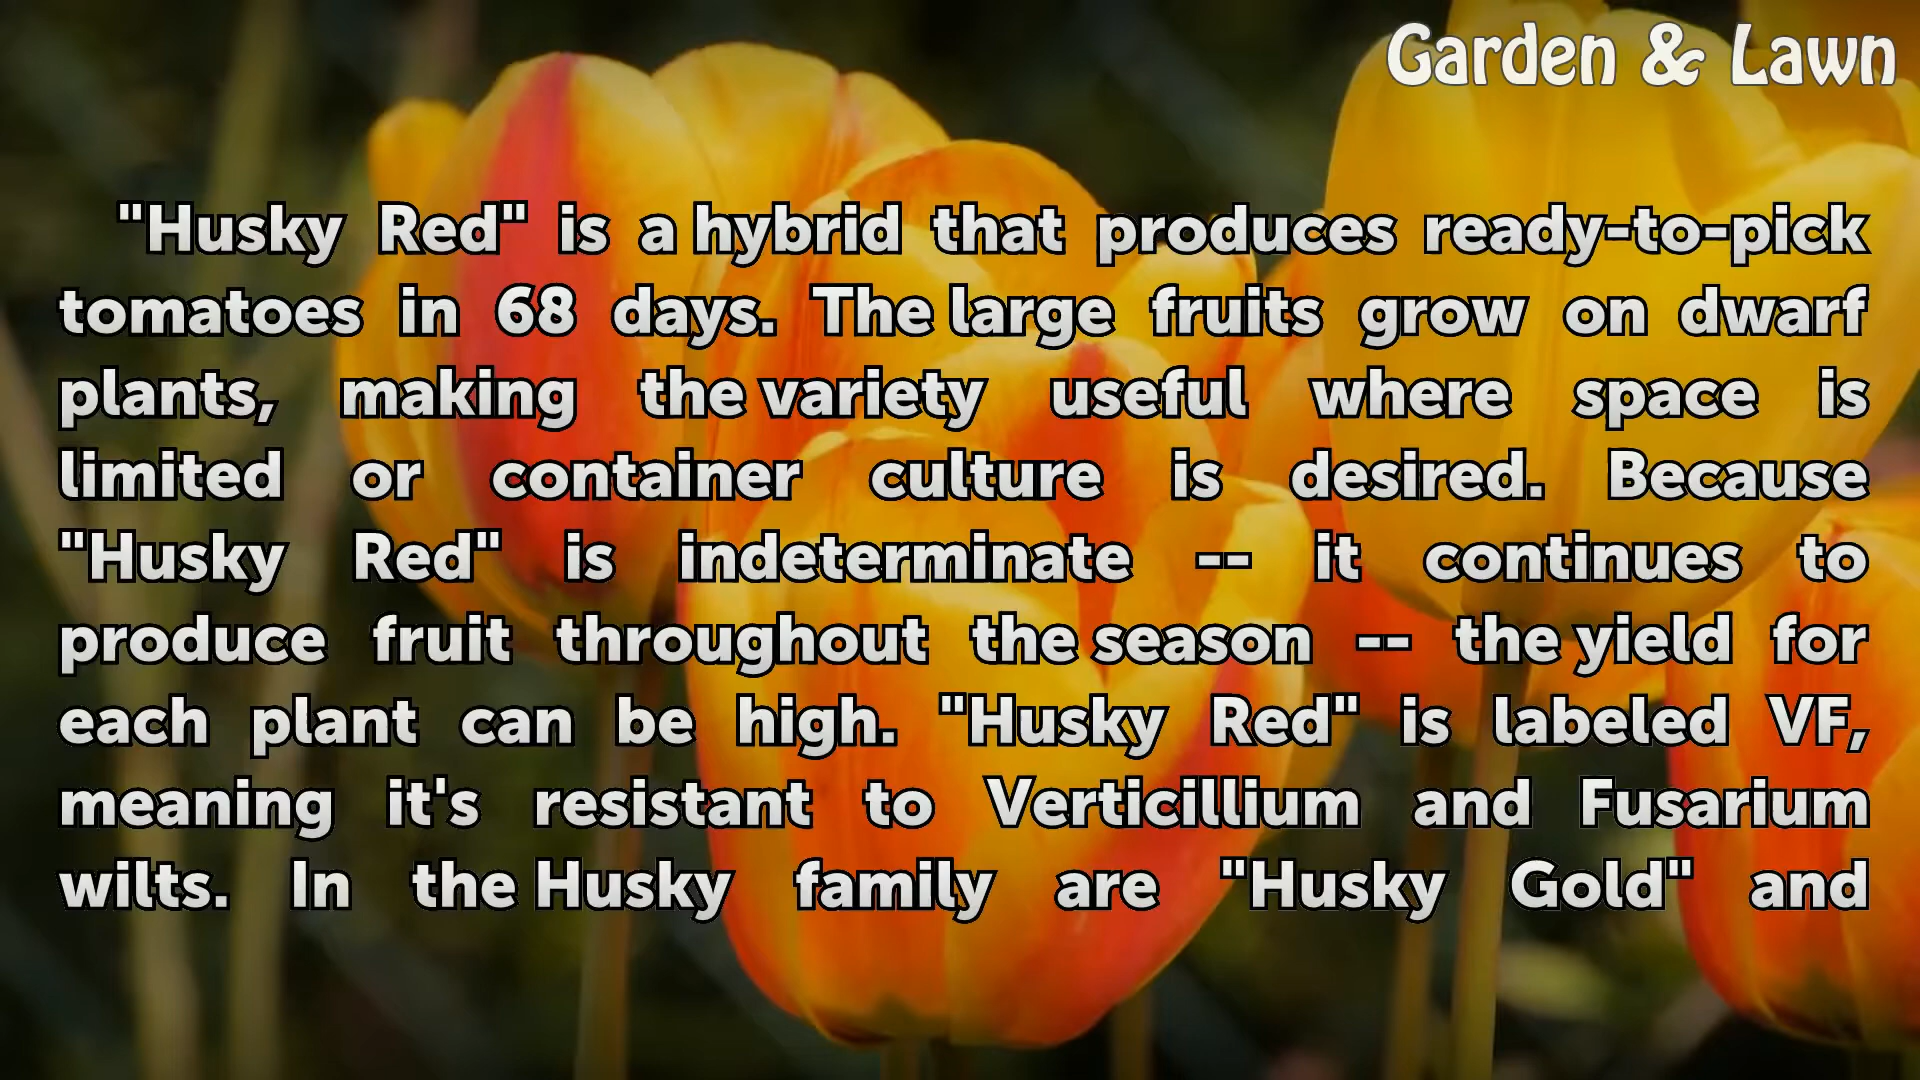 Garden & Lawn
"Husky Red" is a hybrid that produces ready-to-pick
tomatoes in 68 days. The large fruits grow on dwarf
plants, making the variety useful where space is
limited or container culture is desired. Because
"Husky Red" is indeterminate -- it continues to
produce fruit throughout the season -- the yield for
each plant can be high. "Husky Red" is labeled VF,
meaning it's resistant to Verticillium and Fusarium
wilts. In the Husky family are "Husky Gold" and